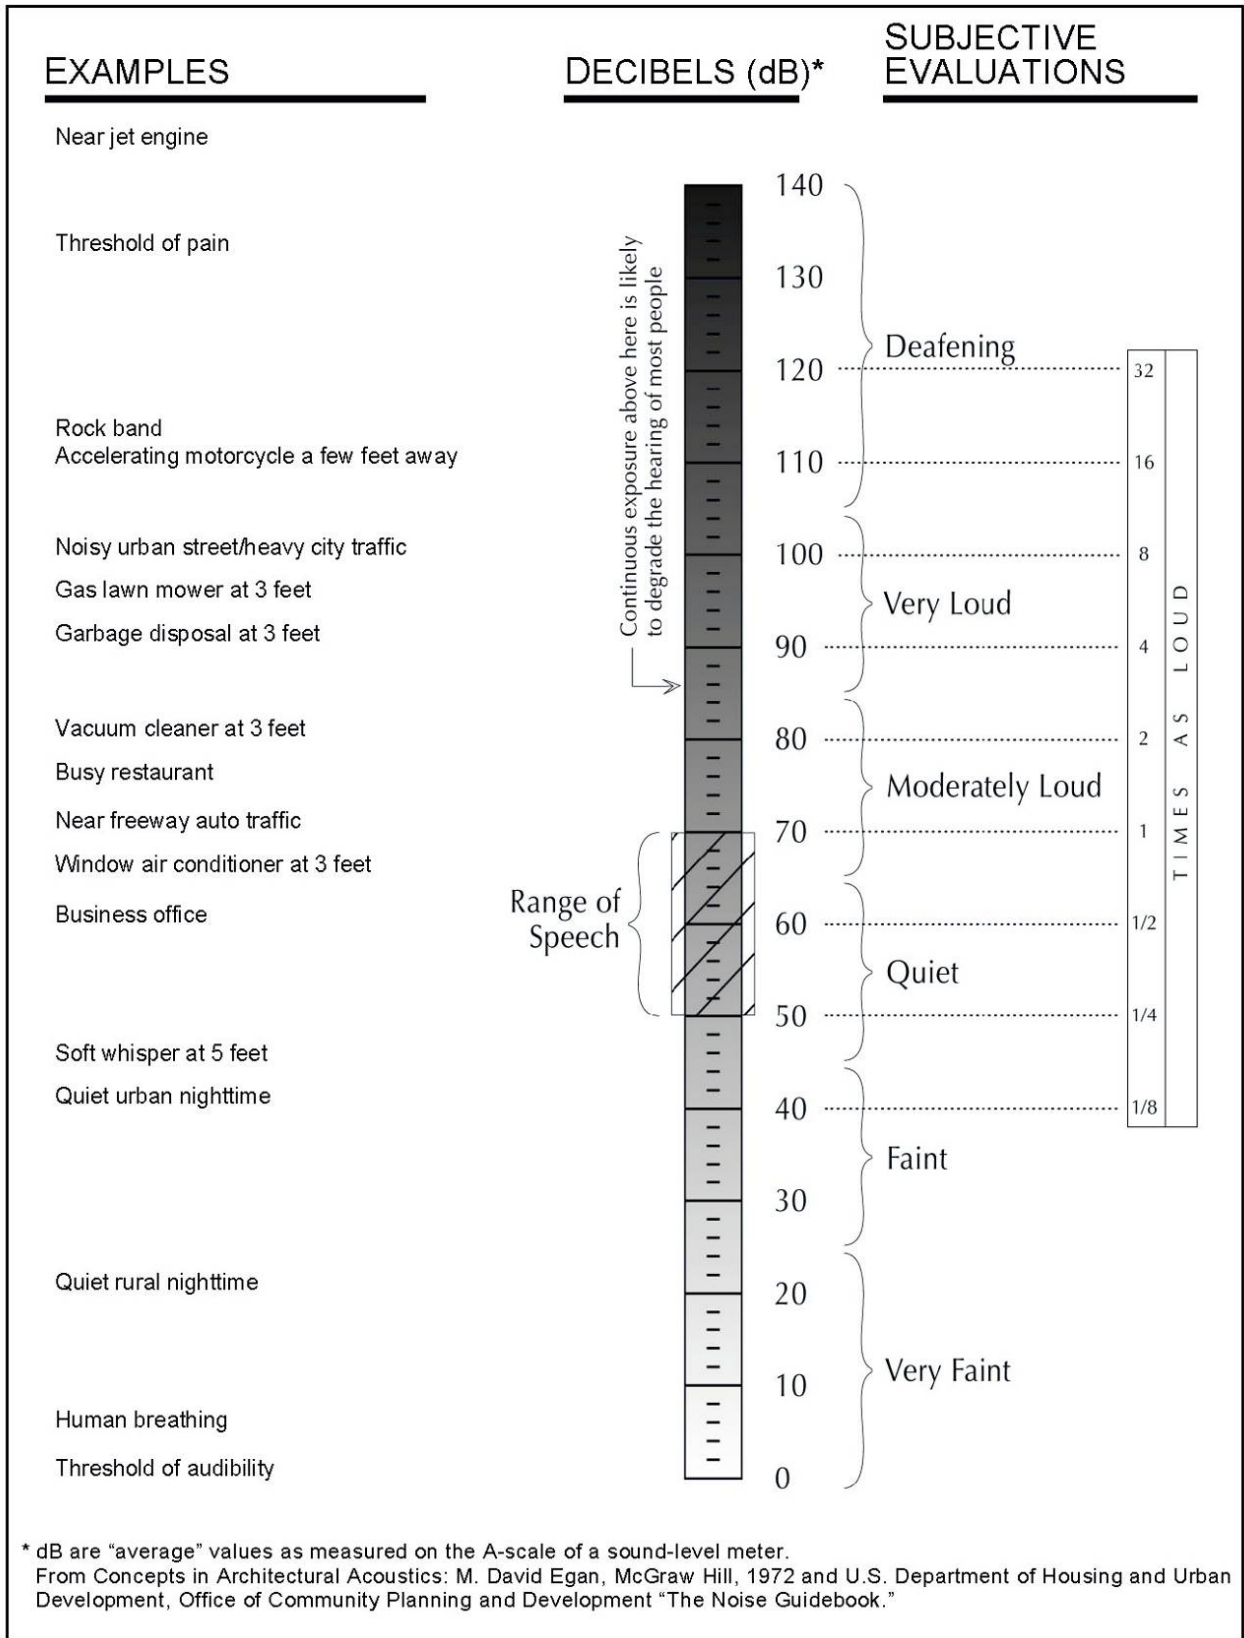 EXAMPLES
DECIBELS (dB)*
SUBJECTIVE
EVALUATIONS
Near jet engine
140
Threshold of pain
130
Continuous exposure above here is likely
to degrade the hearing of most people
Deafening
120
32
Rock band
Accelerating motorcycle a few feet away
110
16
Noisy urban street/heavy city traffic
100
8
Gas lawn mower at 3 feet
Very Loud
Garbage disposal at 3 feet
90
4
Vacuum cleaner at 3 feet
80
2
Busy restaurant
Moderately Loud
Near freeway auto traffic
70
1
TIMES AS LOUD
Window air conditioner at 3 feet
Range of
Speech
Business office
60
1/2
Quiet
50
1/4
Soft whisper at 5 feet
Quiet urban nighttime
40
1/8
Faint
30
Quiet rural nighttime
20
Very Faint
10
Human breathing
Threshold of audibility
0
* dB are “average” values as measured on the A-scale of a sound-level meter.
From Concepts in Architectural Acoustics: M. David Egan, McGraw Hill, 1972 and U.S. Department of Housing and Urban
Development, Office of Community Planning and Development “The Noise Guidebook.”